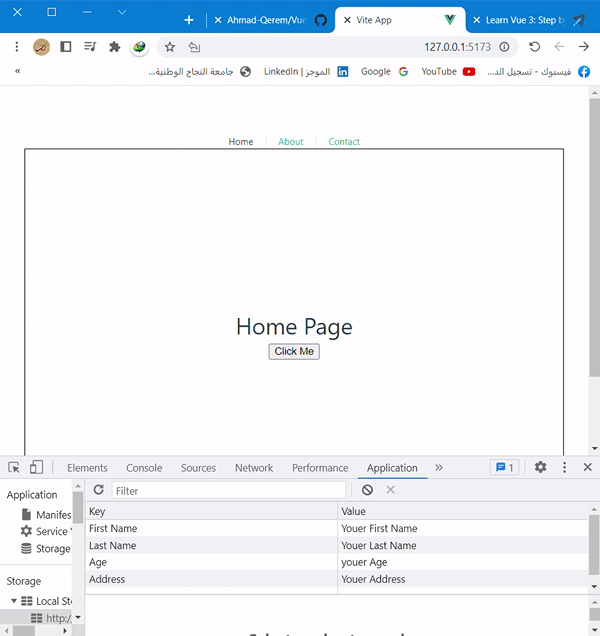 Ahmad-Qerem/Vue
Vite App
Learn Vue 3: Step by
127.0.0.1:5173
«
جامعة النجاح الوطنية...
LinkedIn | الموجز
Google
YouTube
فيسبوك - تسجيل الد...
Home
About
Contact
Home Page
Click Me
Elements
Console
Sources
Network
Performance
Application
»
1
Application
Manifes
Service
Storage
Storage
Local Sto
http:/
Filter
Key
Value
First Name
Youer First Name
Last Name
Youer Last Name
Age
youer Age
Address
Youer Address